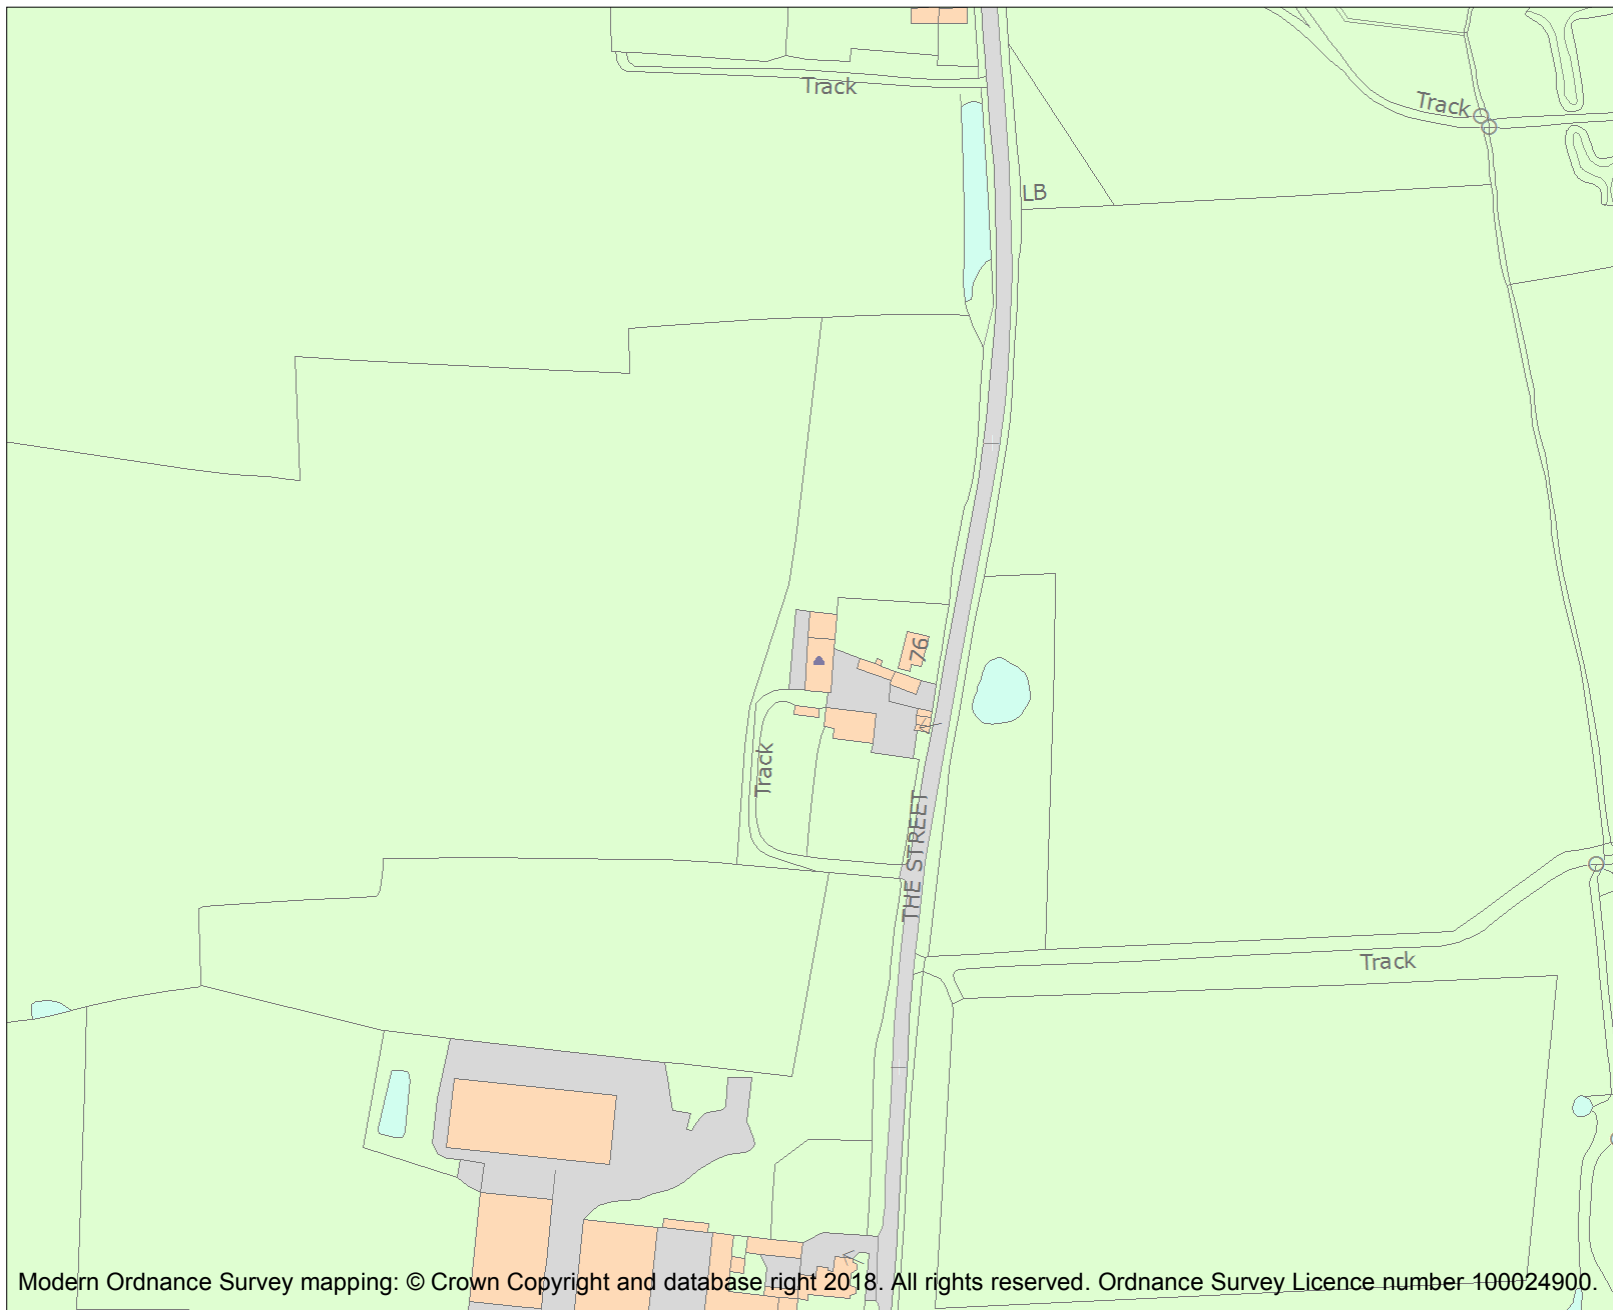 Track
Track
LB
76
Track
THE STREET
Track
Modern Ordnance Survey mapping: © Crown Copyright and database right 2018. All rights reserved. Ordnance Survey Licence number 100024900.